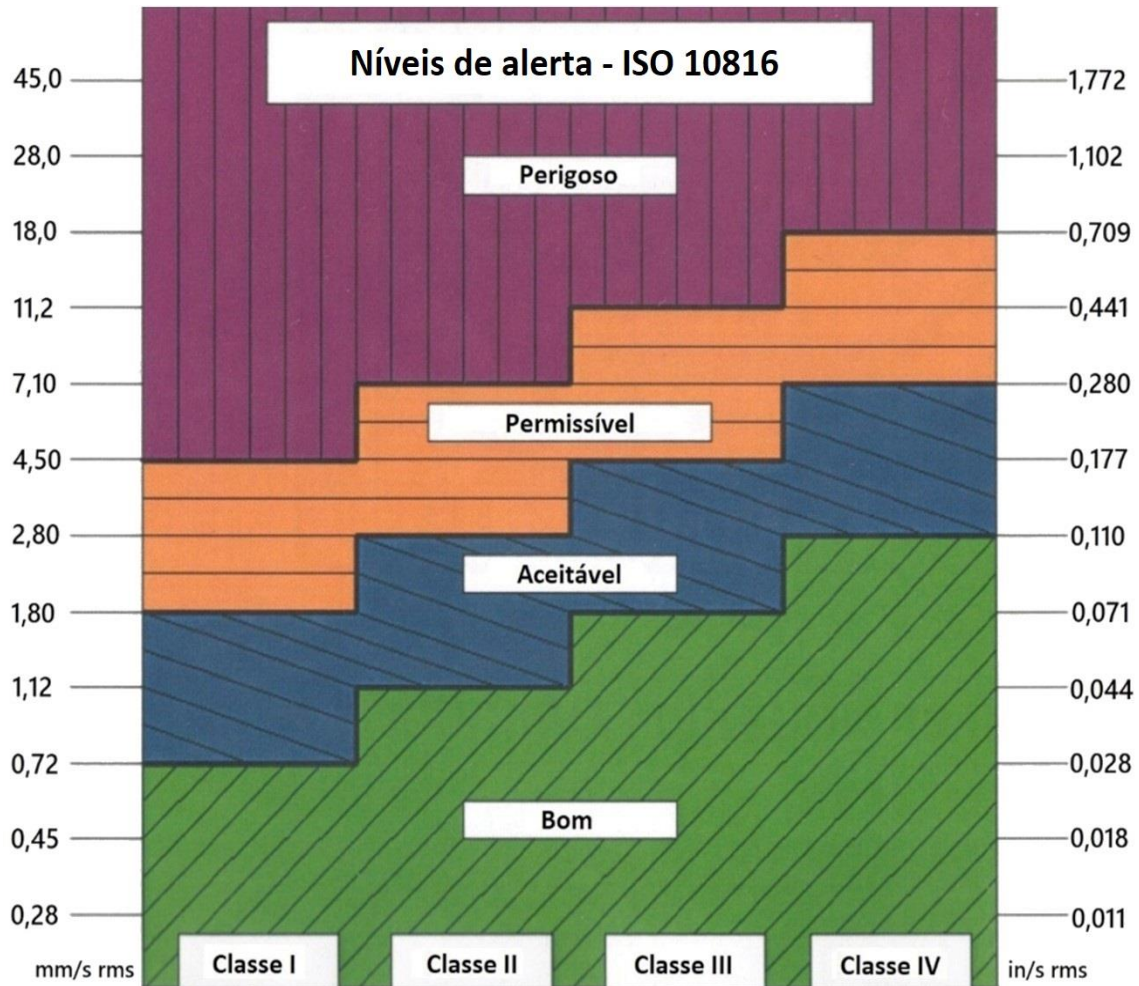 Níveis de alerta - ISO 10816
45,0
1,772
28,0
1,102
Perigoso
18,0
0,709
11,2
0,441
7,10
0,280
Permissível
4,50
0,177
2,80
0,110
Aceitável
1,80
0,071
1,12
0,044
0,72
0,028
Bom
0,45
0,018
0,28
0,011
mm/s rms
Classe I
Classe II
Classe III
Classe IV
in/s rms